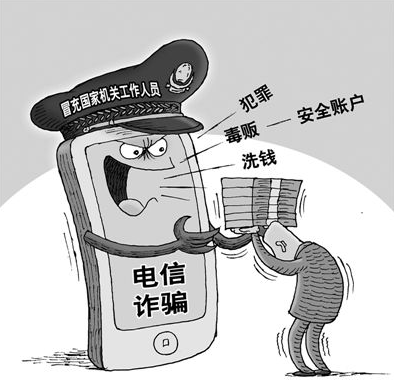 冒充国家机关工作人员
犯罪
毒贩 — 安全账户
洗钱
电信
诈骗